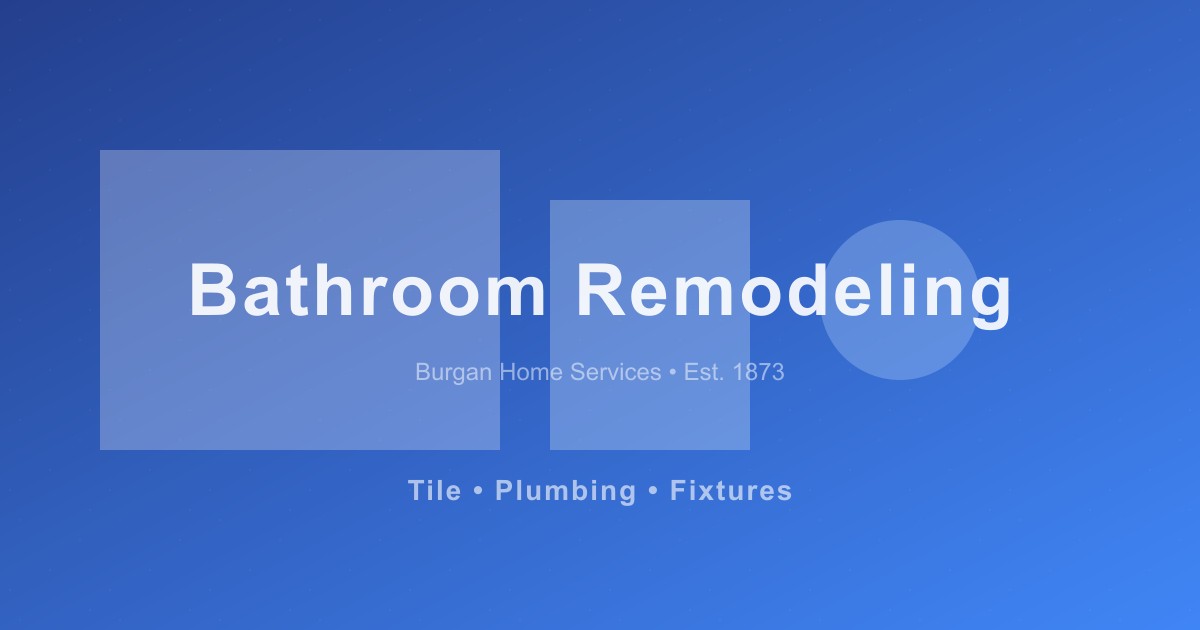 Bathroom Remodeling
Burgan Home Services • Est. 1873
Tile • Plumbing • Fixtures